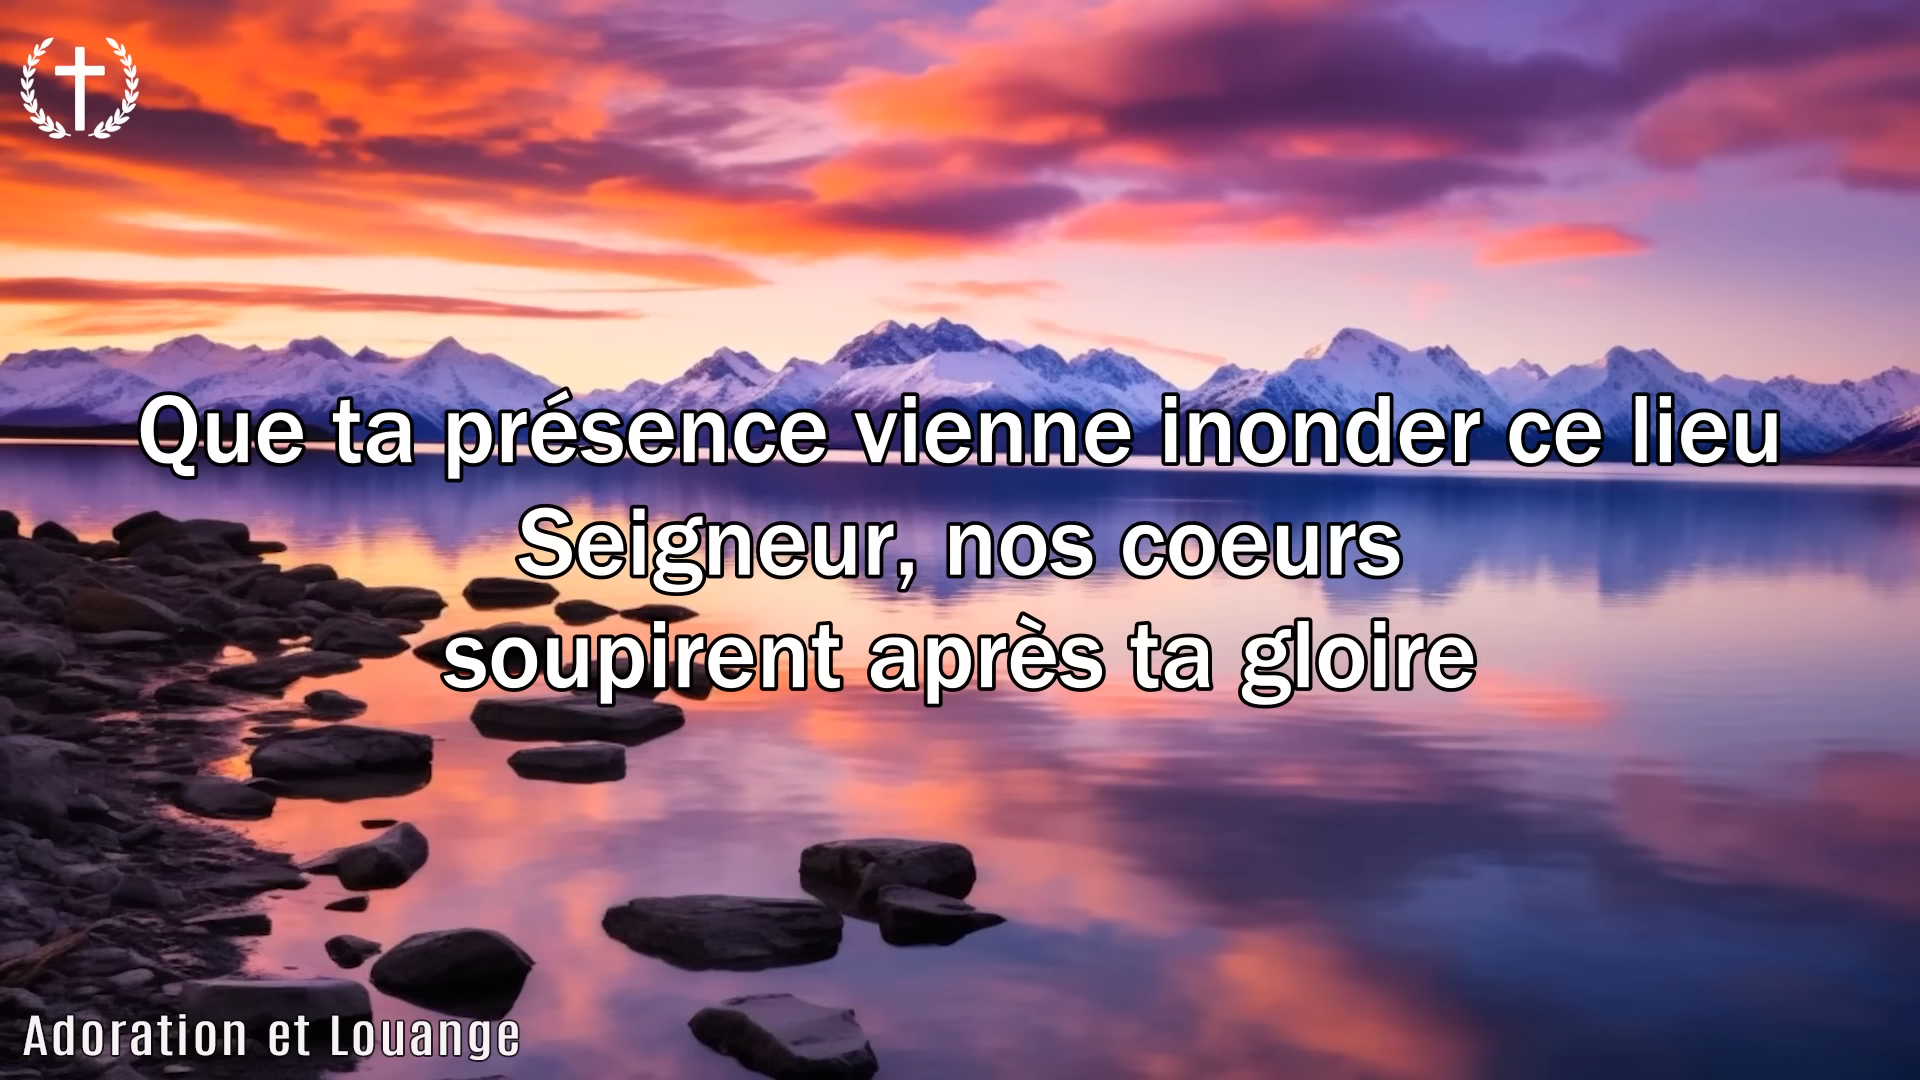 Que ta présence vienne inonder ce lieu
Seigneur, nos coeurs
soupirent après ta gloire
Adoration et Louange